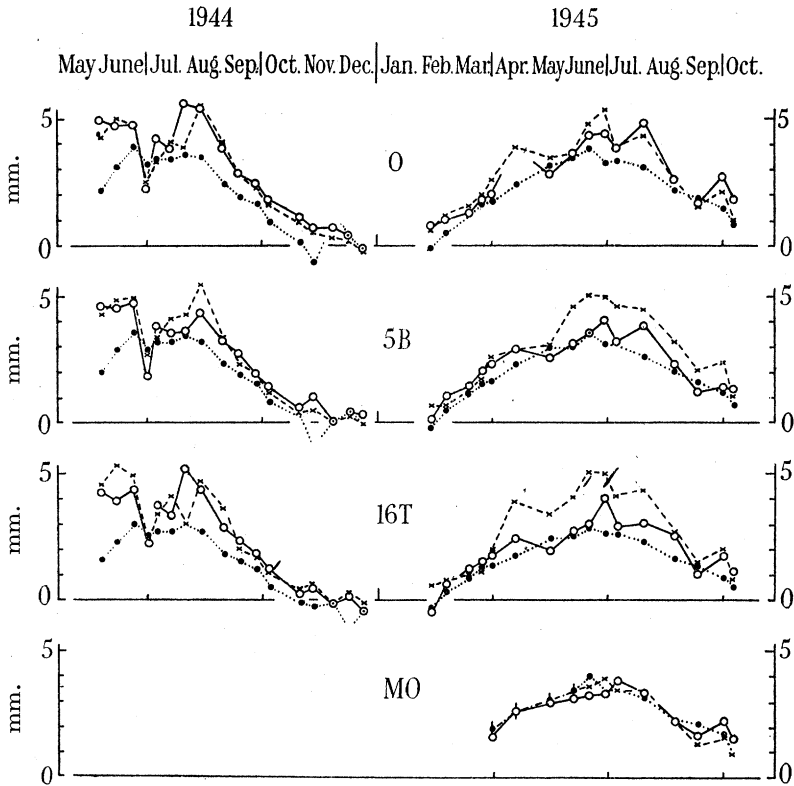 1944 1945
May June Jul. Aug. Sep. Oct. Nov. Dec. Jan. Feb. Mar. Apr. May June Jul. Aug. Sep. Oct.
5 5
mm. O
0 0
5 5
mm. 5B
0 0
5 5
mm. 16T
0 0
5 5
mm. MO
0 0